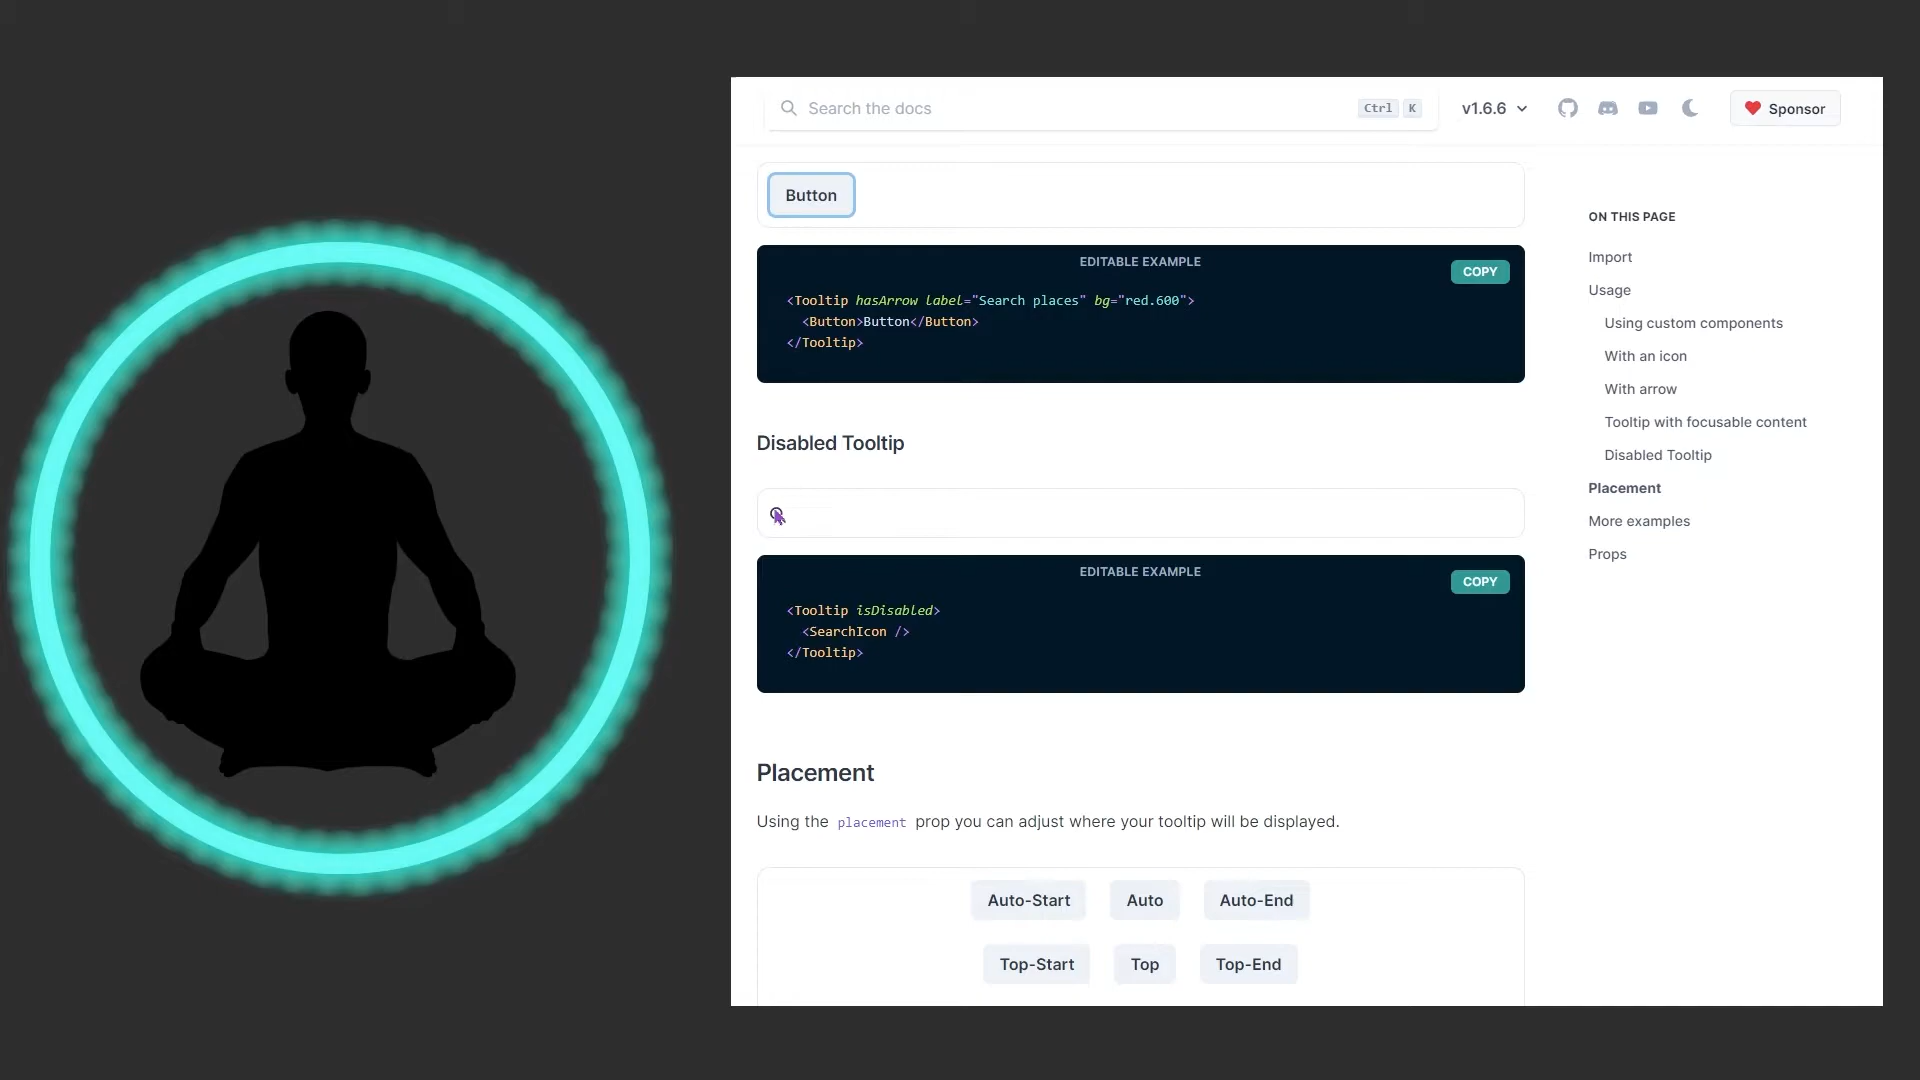 Search the docs
Ctrl K
v1.6.6
Sponsor
Button
EDITABLE EXAMPLE
COPY
<Tooltip hasArrow label="Search places" bg="red.600">
<Button>Button</Button>
</Tooltip>
Disabled Tooltip
EDITABLE EXAMPLE
COPY
<Tooltip isDisabled>
<SearchIcon />
</Tooltip>
Placement
Using the placement prop you can adjust where your tooltip will be displayed.
Auto-Start
Auto
Auto-End
Top-Start
Top
Top-End
ON THIS PAGE
Import
Usage
Using custom components
With an icon
With arrow
Tooltip with focusable content
Disabled Tooltip
Placement
More examples
Props